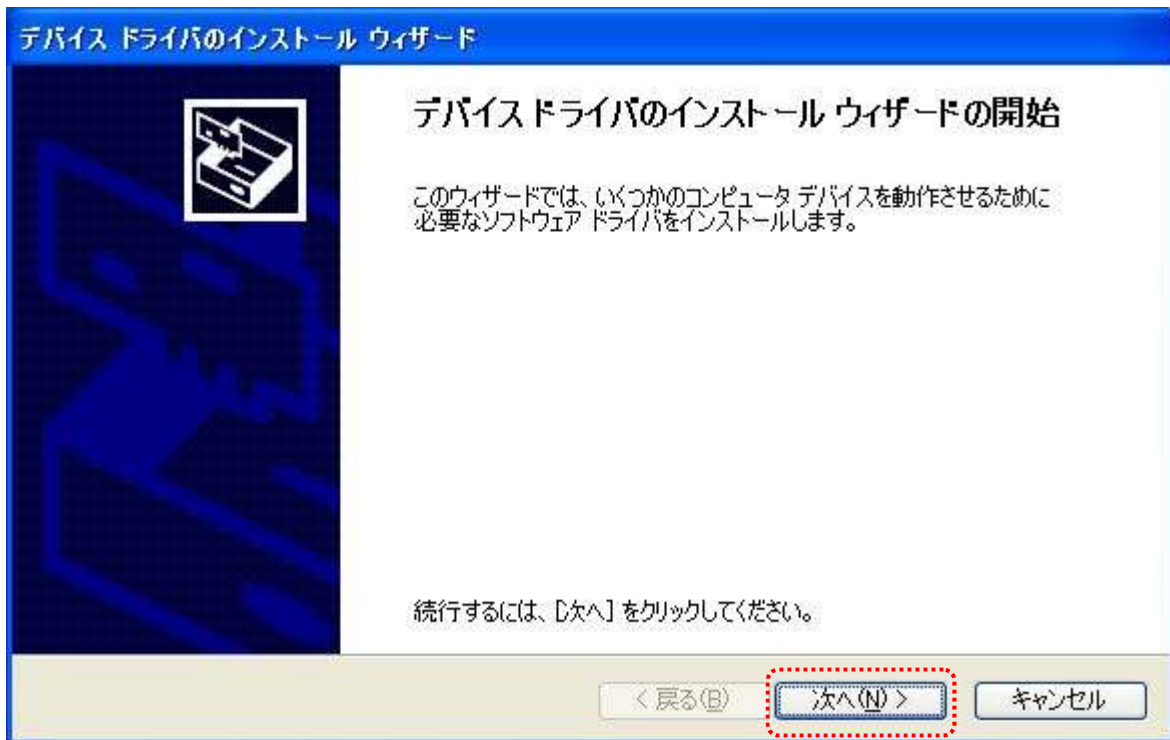 デバイス ドライバのインストール ウィザード
デバイス ドライバのインストール ウィザードの開始
このウィザードでは、いくつかのコンピュータ デバイスを動作させるために
必要なソフトウェア ドライバをインストールします。
続行するには、[次へ] をクリックしてください。
< 戻る(B)
次へ(N) >
キャンセル